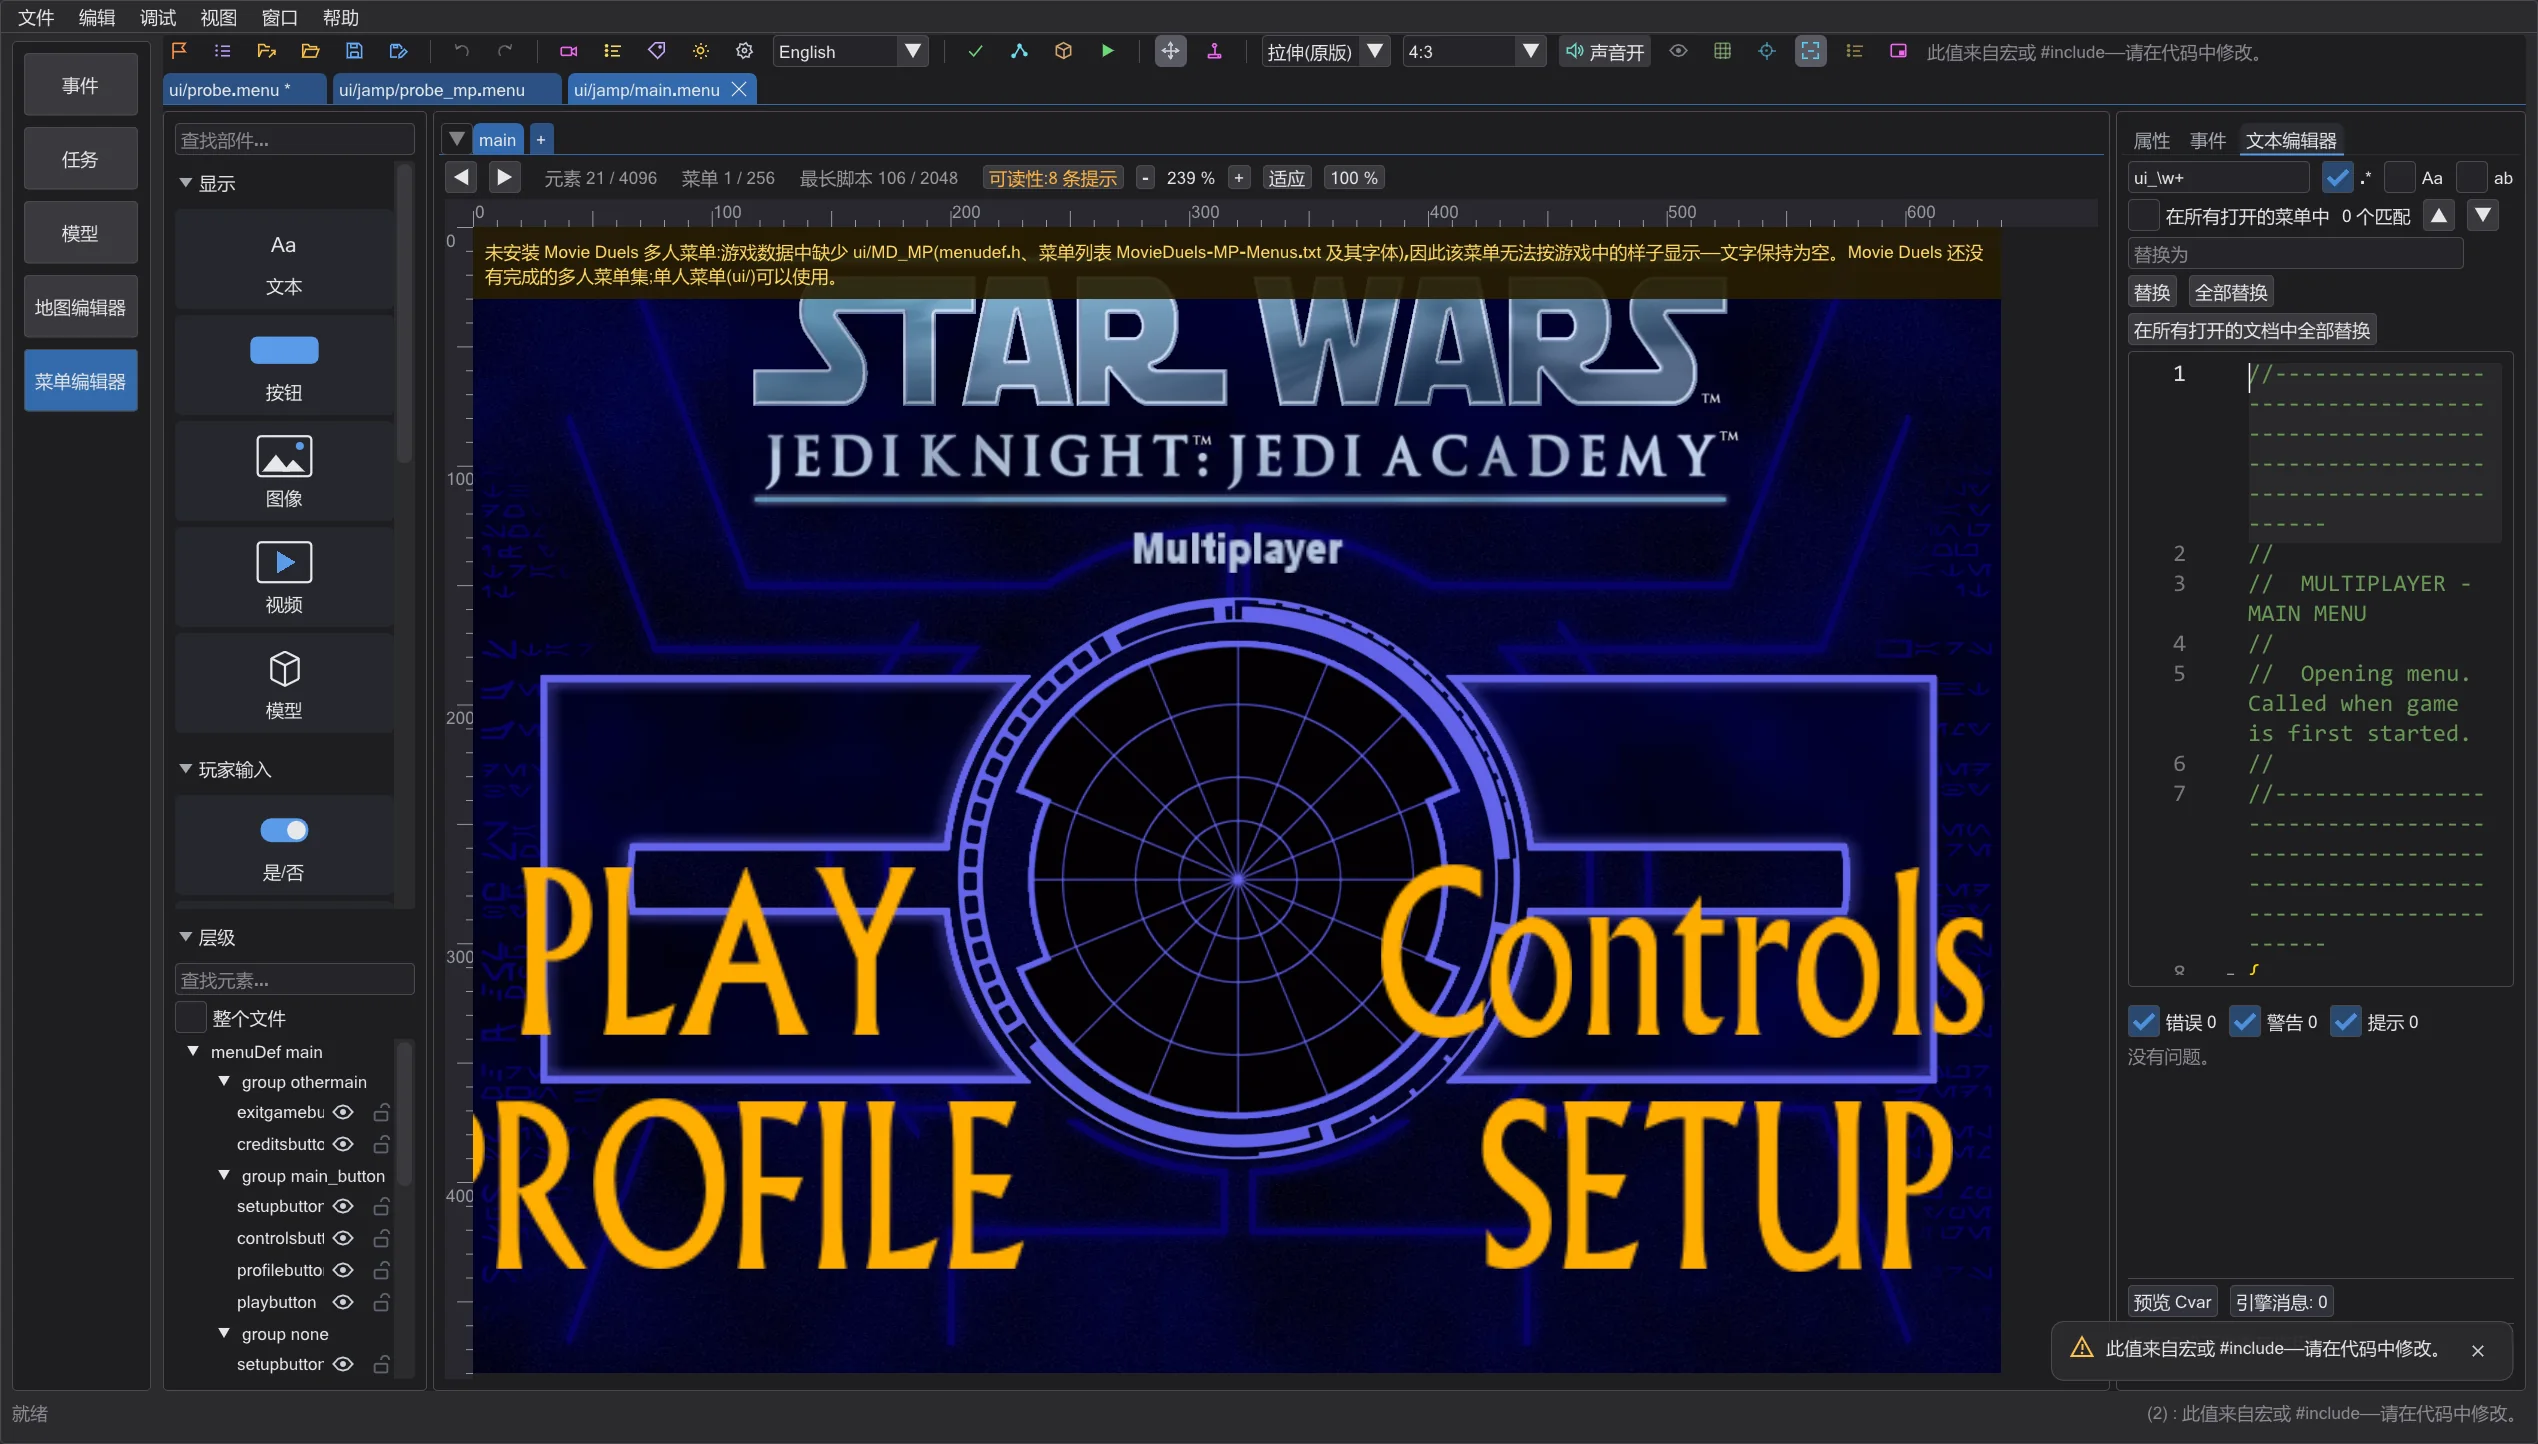 文件 编辑 调试 视图 窗口 帮助
English
拉伸(原版)
4:3
声音开
此值来自宏或 #include—请在代码中修改。
事件
任务
模型
地图编辑器
菜单编辑器
ui/probe.menu *
ui/jamp/probe_mp.menu
ui/jamp/main.menu
查找部件...
显示
Aa
文本
按钮
图像
视频
模型
玩家输入
是/否
层级
查找元素...
整个文件
menuDef main
group othermain
exitgamebu
creditsbutto
group main_button
setupbutton
controlsbutt
profilebutto
playbutton
group none
setupbutton
main
+
元素 21 / 4096
菜单 1 / 256
最长脚本 106 / 2048
可读性:8 条提示
-
239 %
+
适应
100 %
0 100 200 300 400 500 600
0
100
200
300
400
未安装 Movie Duels 多人菜单:游戏数据中缺少 ui/MD_MP(menudef.h、菜单列表 MovieDuels-MP-Menus.txt 及其字体),因此该菜单无法按游戏中的样子显示—文字保持为空。Movie Duels 还没
有完成的多人菜单集;单人菜单(ui/)可以使用。
STAR WARS™
JEDI KNIGHT™: JEDI ACADEMY™
Multiplayer
PLAY
Controls
PROFILE
SETUP
属性 事件 文本编辑器
ui_\w+
.*
Aa
ab
在所有打开的菜单中
0 个匹配
替换为
替换
全部替换
在所有打开的文档中全部替换
1 //----------------
------------------
------------------
------------------
------------------
------
2 //
3 //  MULTIPLAYER -
MAIN MENU
4 //
5 //  Opening menu.
Called when game
is first started.
6 //
7 //----------------
------------------
------------------
------------------
------------------
------
8 - {
错误 0
警告 0
提示 0
没有问题。
预览 Cvar
引擎消息: 0
此值来自宏或 #include—请在代码中修改。
就绪
(2) : 此值来自宏或 #include—请在代码中修改。